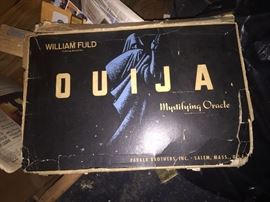 WILLIAM FULD
OUIJA
Mystifying Oracle
PARKER BROTHERS, INC. - SALEM, MASS.,